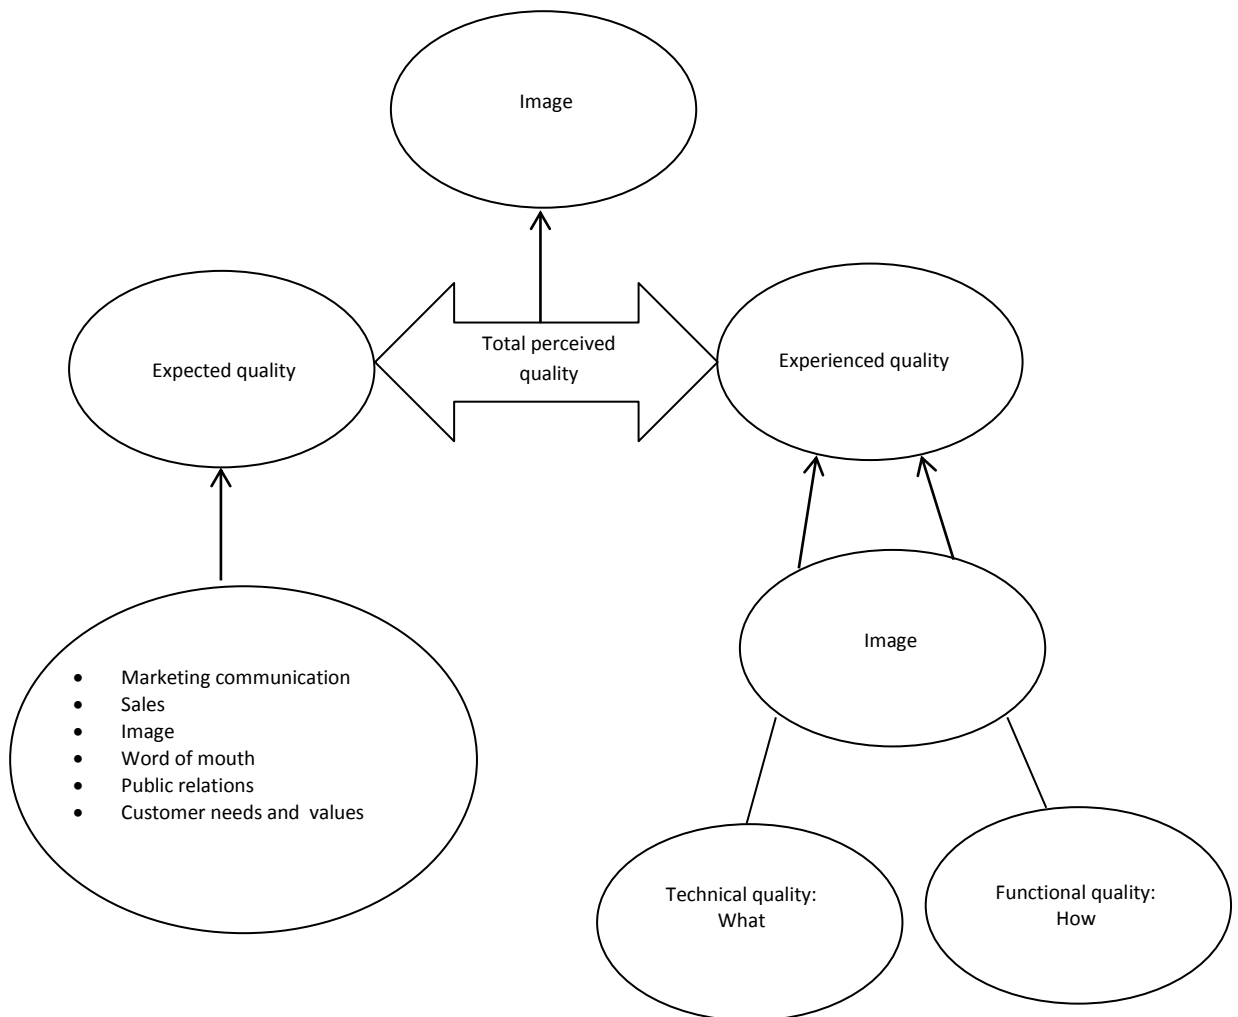 Image
Total perceived
quality
Expected quality
Experienced quality
Image
• Marketing communication
• Sales
• Image
• Word of mouth
• Public relations
• Customer needs and  values
Technical quality:
What
Functional quality:
How